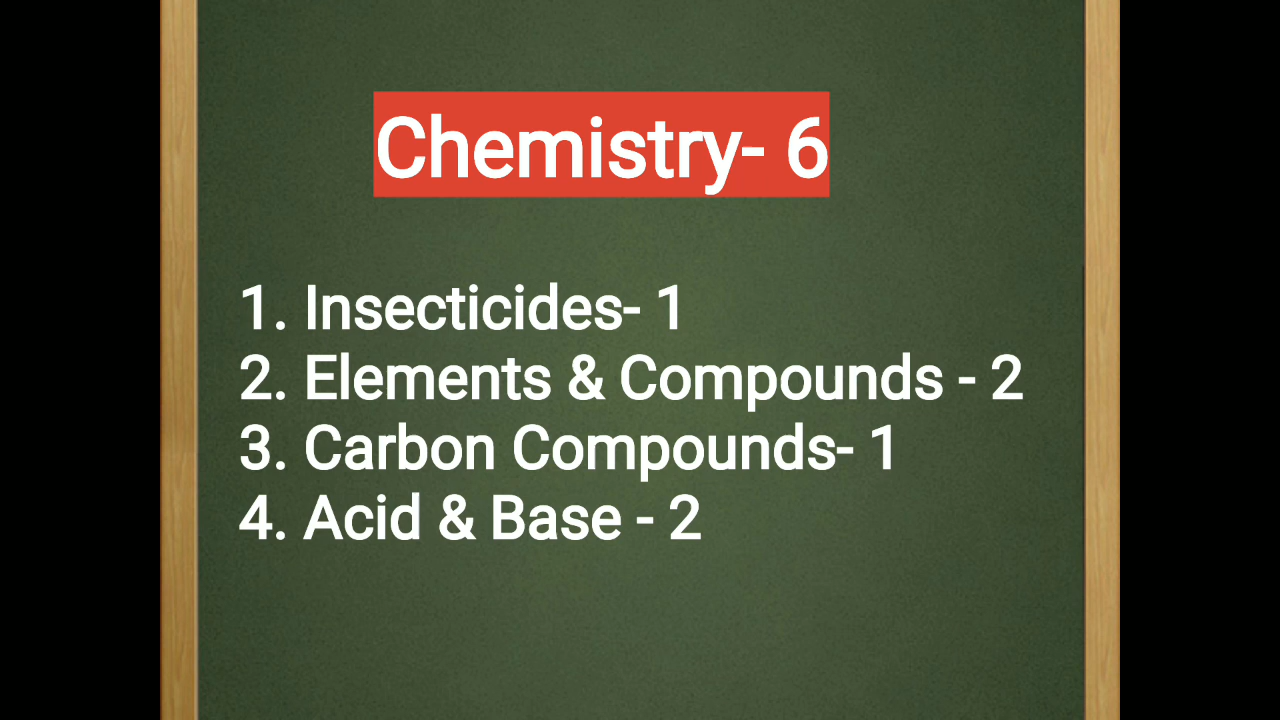 Chemistry- 6
1. Insecticides- 1
2. Elements & Compounds - 2
3. Carbon Compounds- 1
4. Acid & Base - 2